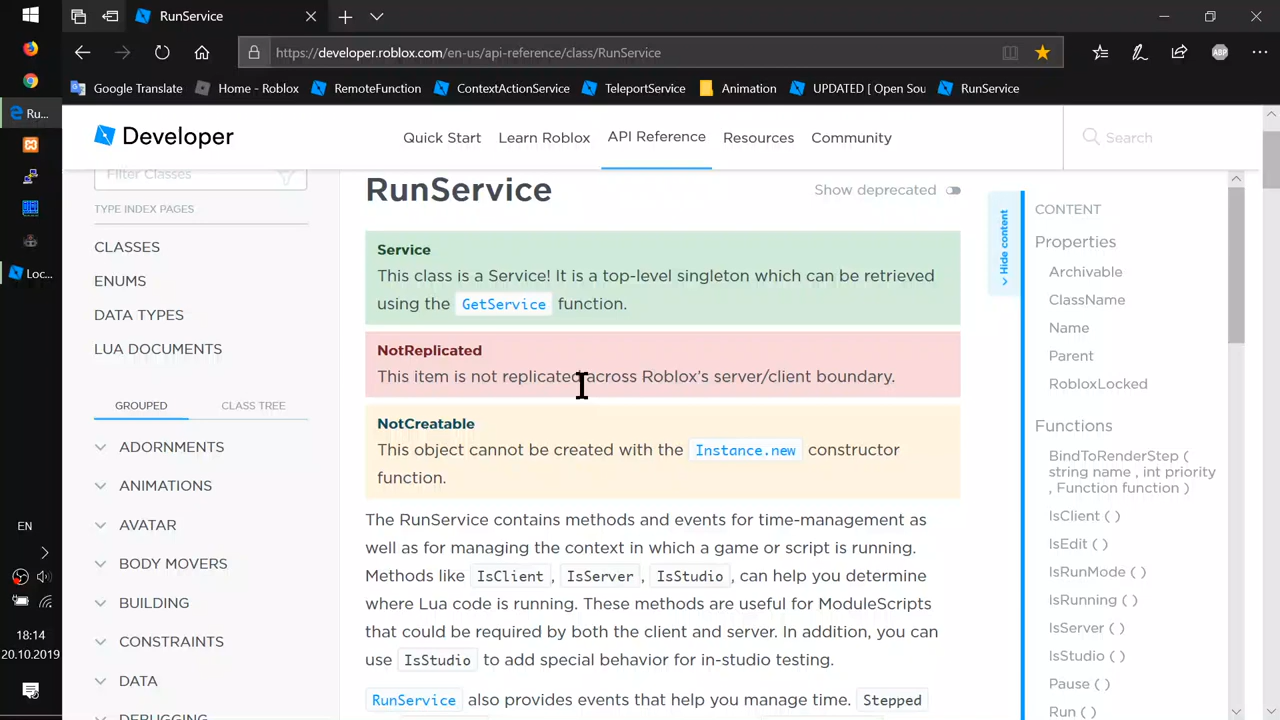 RunService
https://developer.roblox.com/en-us/api-reference/class/RunService
Google Translate
Home - Roblox
RemoteFunction
ContextActionService
TeleportService
Animation
UPDATED [ Open Sou
RunService
Ru...
Loc...
EN
18:14
20.10.2019
Developer
Quick Start
Learn Roblox
API Reference
Resources
Community
Search
Filter Classes
TYPE INDEX PAGES
CLASSES
ENUMS
DATA TYPES
LUA DOCUMENTS
GROUPED
CLASS TREE
ADORNMENTS
ANIMATIONS
AVATAR
BODY MOVERS
BUILDING
CONSTRAINTS
DATA
DEBUGGING
RunService
Show deprecated
Service
This class is a Service! It is a top-level singleton which can be retrieved
using the GetService function.
NotReplicated
This item is not replicated across Roblox's server/client boundary.
NotCreatable
This object cannot be created with the Instance.new constructor
function.
The RunService contains methods and events for time-management as
well as for managing the context in which a game or script is running.
Methods like IsClient, IsServer, IsStudio, can help you determine
where Lua code is running. These methods are useful for ModuleScripts
that could be required by both the client and server. In addition, you can
use IsStudio to add special behavior for in-studio testing.
RunService also provides events that help you manage time. Stepped
Hide content
CONTENT
Properties
Archivable
ClassName
Name
Parent
RobloxLocked
Functions
BindToRenderStep (
string name , int priority
, Function function )
IsClient ( )
IsEdit ( )
IsRunMode ( )
IsRunning ( )
IsServer ( )
IsStudio ( )
Pause ( )
Run ( )
ABP